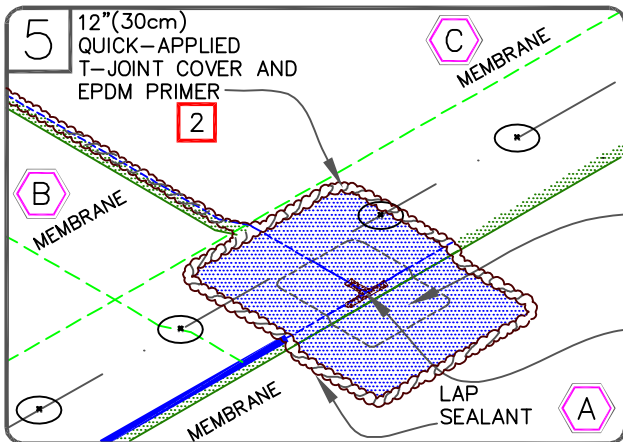 5
12"(30cm)
QUICK-APPLIED
T-JOINT COVER AND
EPDM PRIMER
2
C
MEMBRANE
B
MEMBRANE
MEMBRANE
LAP
SEALANT
A